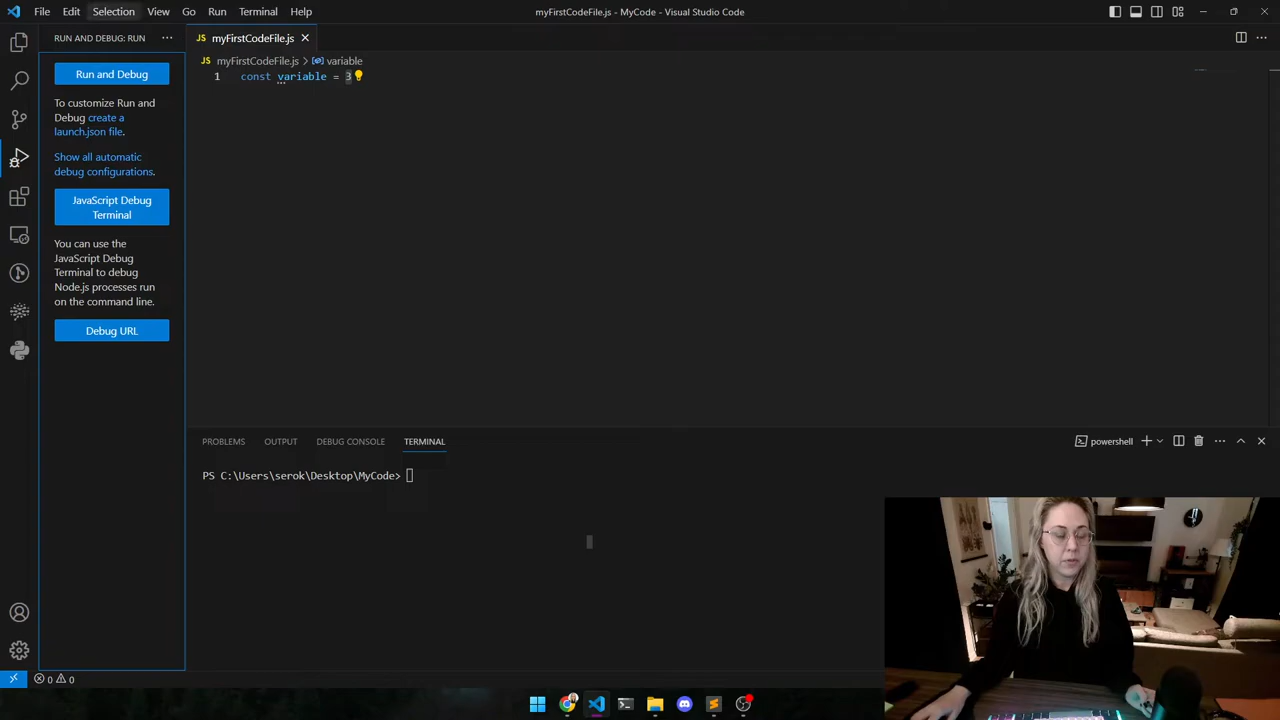 File Edit Selection View Go Run Terminal Help
myFirstCodeFile.js - MyCode - Visual Studio Code
RUN AND DEBUG: RUN
JS myFirstCodeFile.js
JS myFirstCodeFile.js > variable
1 const variable = 3
Run and Debug
To customize Run and
Debug create a
launch.json file.
Show all automatic
debug configurations.
JavaScript Debug
Terminal
You can use the
JavaScript Debug
Terminal to debug
Node.js processes run
on the command line.
Debug URL
PROBLEMS OUTPUT DEBUG CONSOLE TERMINAL
powershell
PS C:\Users\serok\Desktop\MyCode>
0 0